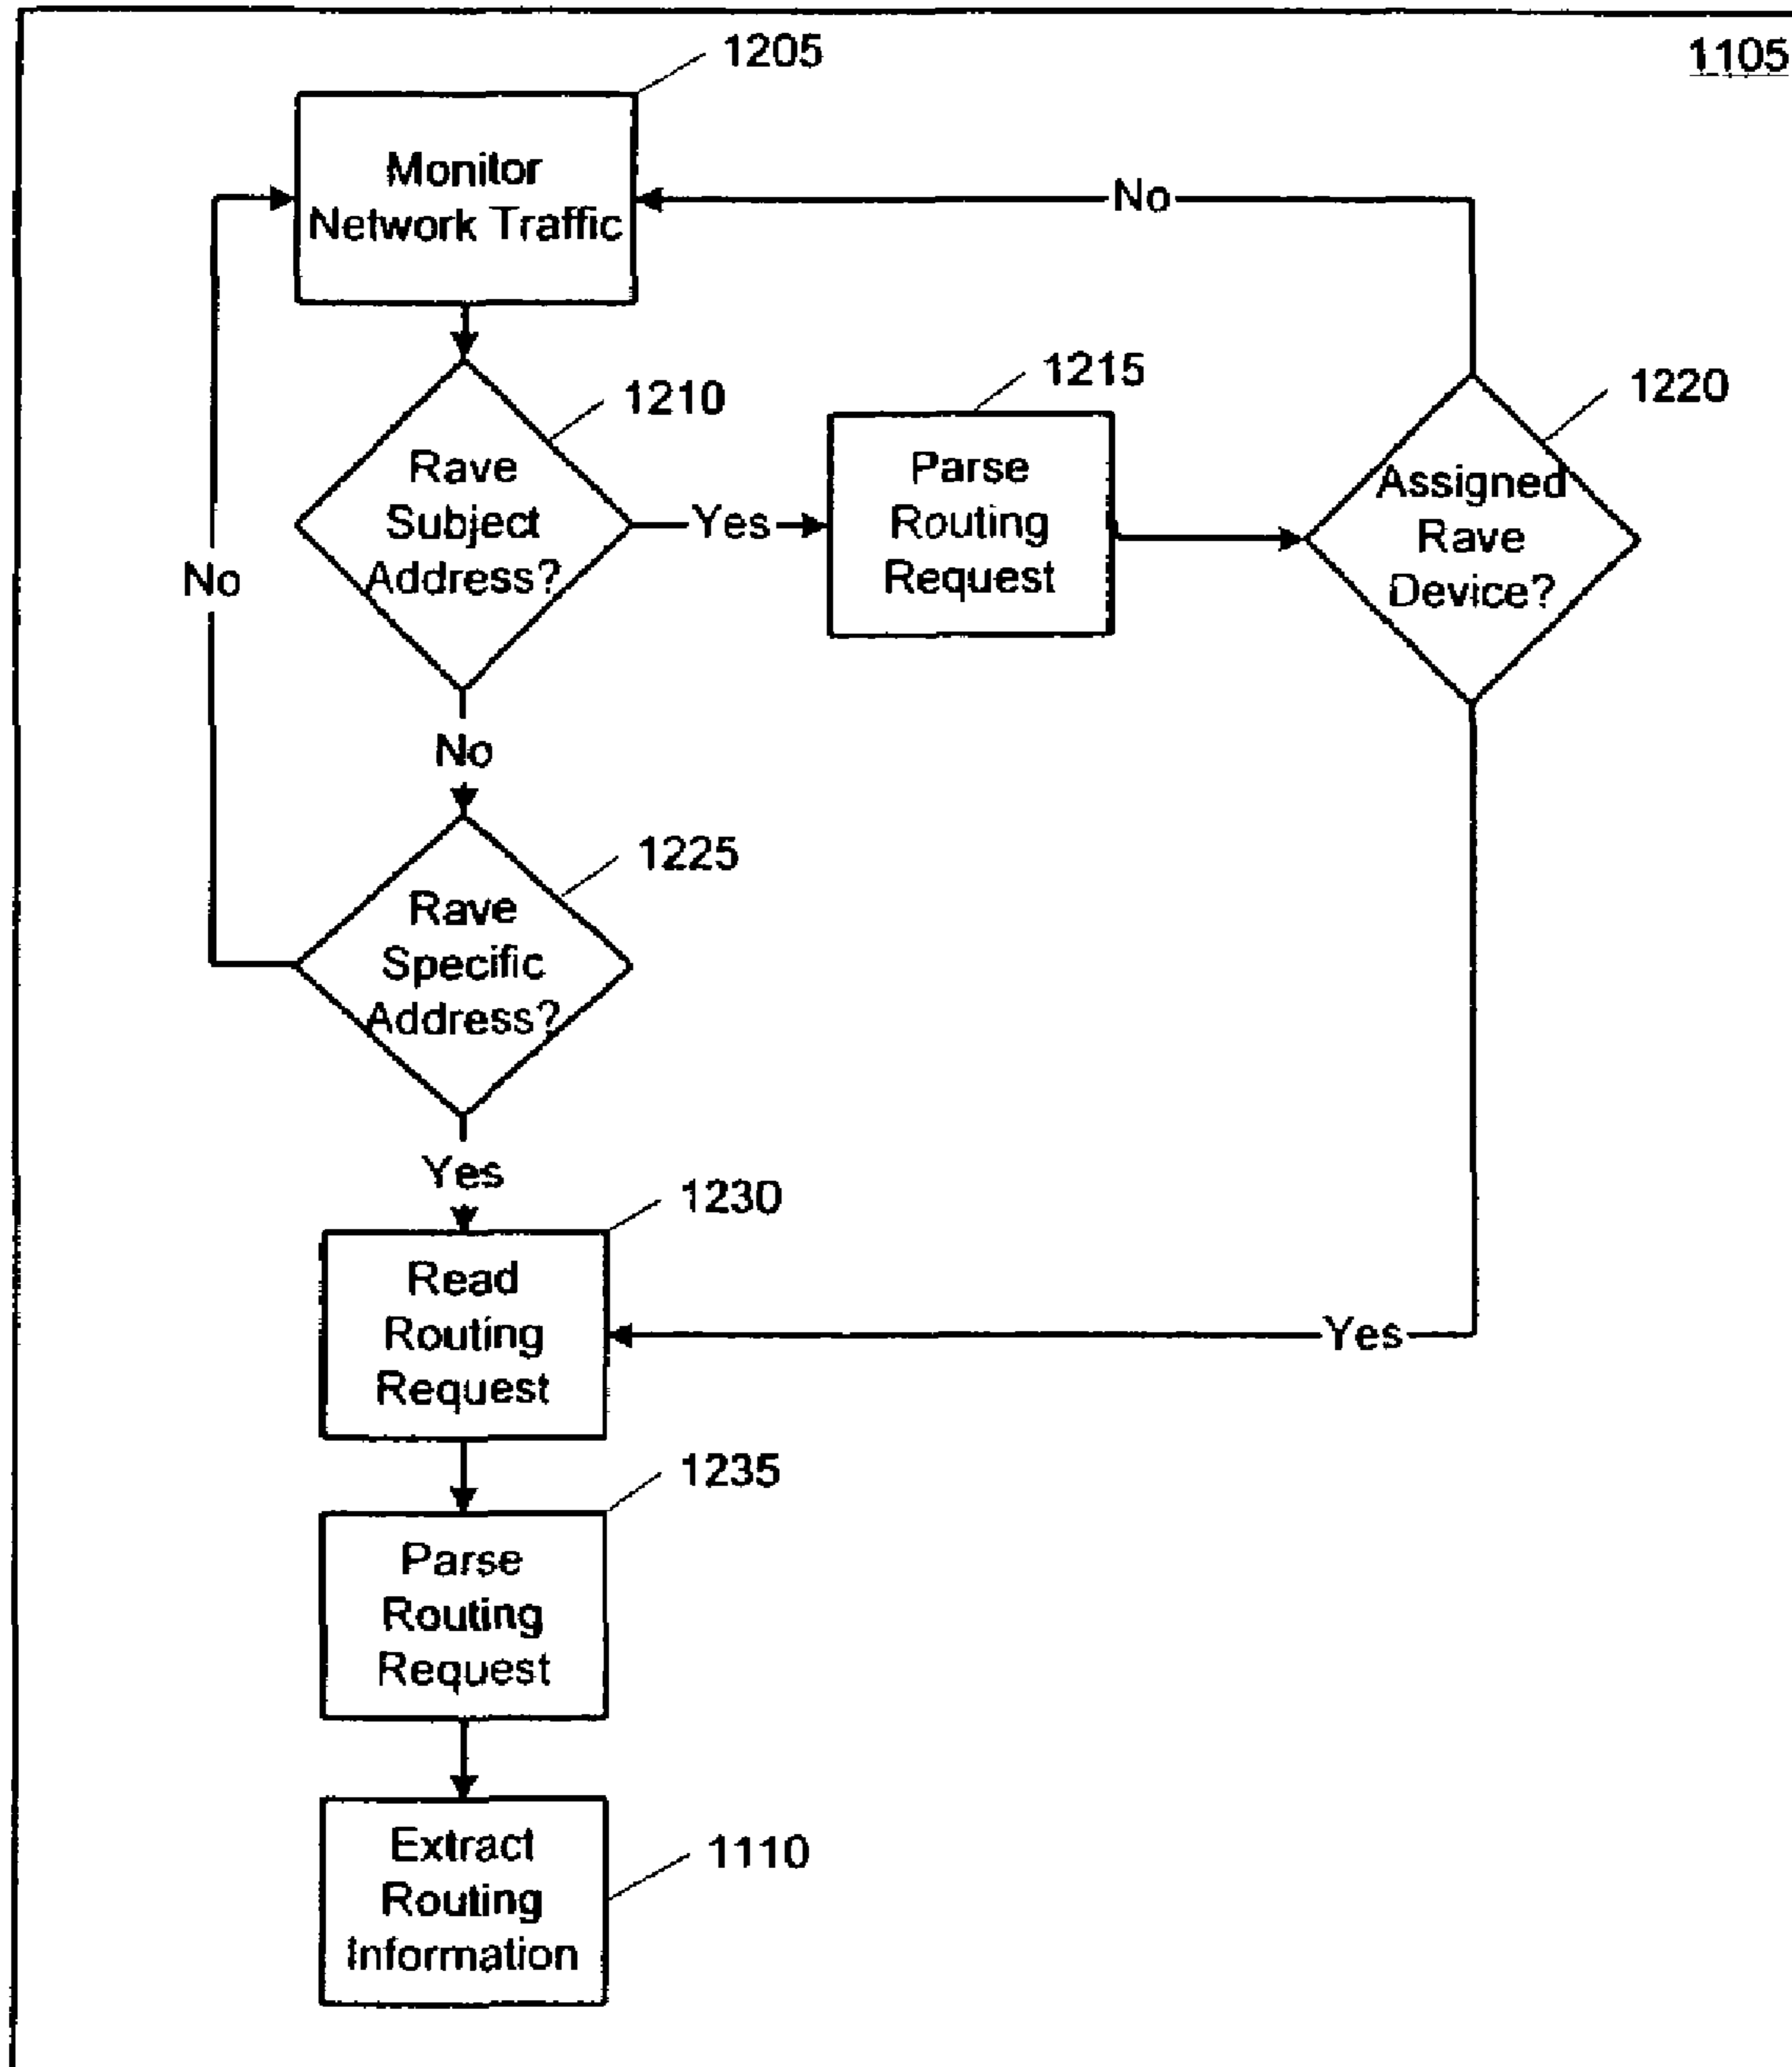 1105
1205
Monitor
Network Traffic
No
1210
Rave
Subject
Address?
Yes
1215
Parse
Routing
Request
1220
Assigned
Rave
Device?
No
No
1225
Rave
Specific
Address?
Yes
1230
Read
Routing
Request
Yes
1235
Parse
Routing
Request
Extract
Routing
Information
1110